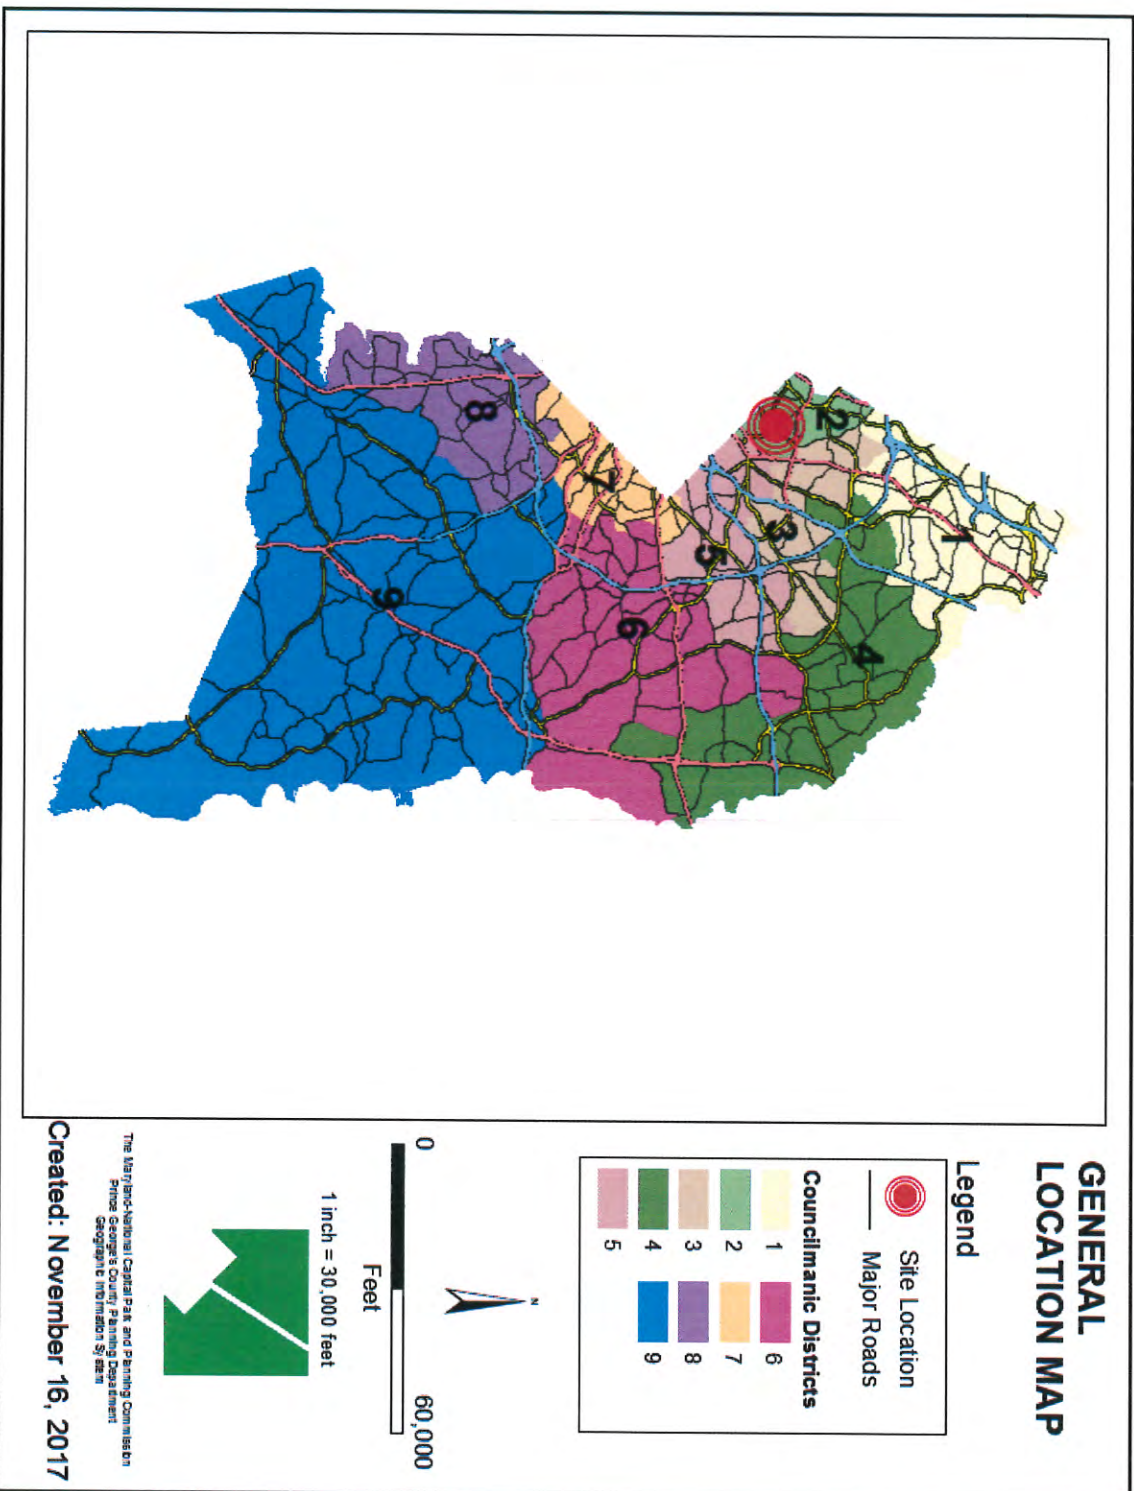 GENERAL
LOCATION MAP
Legend
Site Location
Major Roads
Councilmanic Districts
1
2
3
4
5
6
7
8
9
1
2
3
4
5
6
7
8
9
N
0
60,000
Feet
1 inch = 30,000 feet
The Maryland-National Capital Park and Planning Commission
Prince George's County Planning Department
Geographic Information System
Created: November 16, 2017